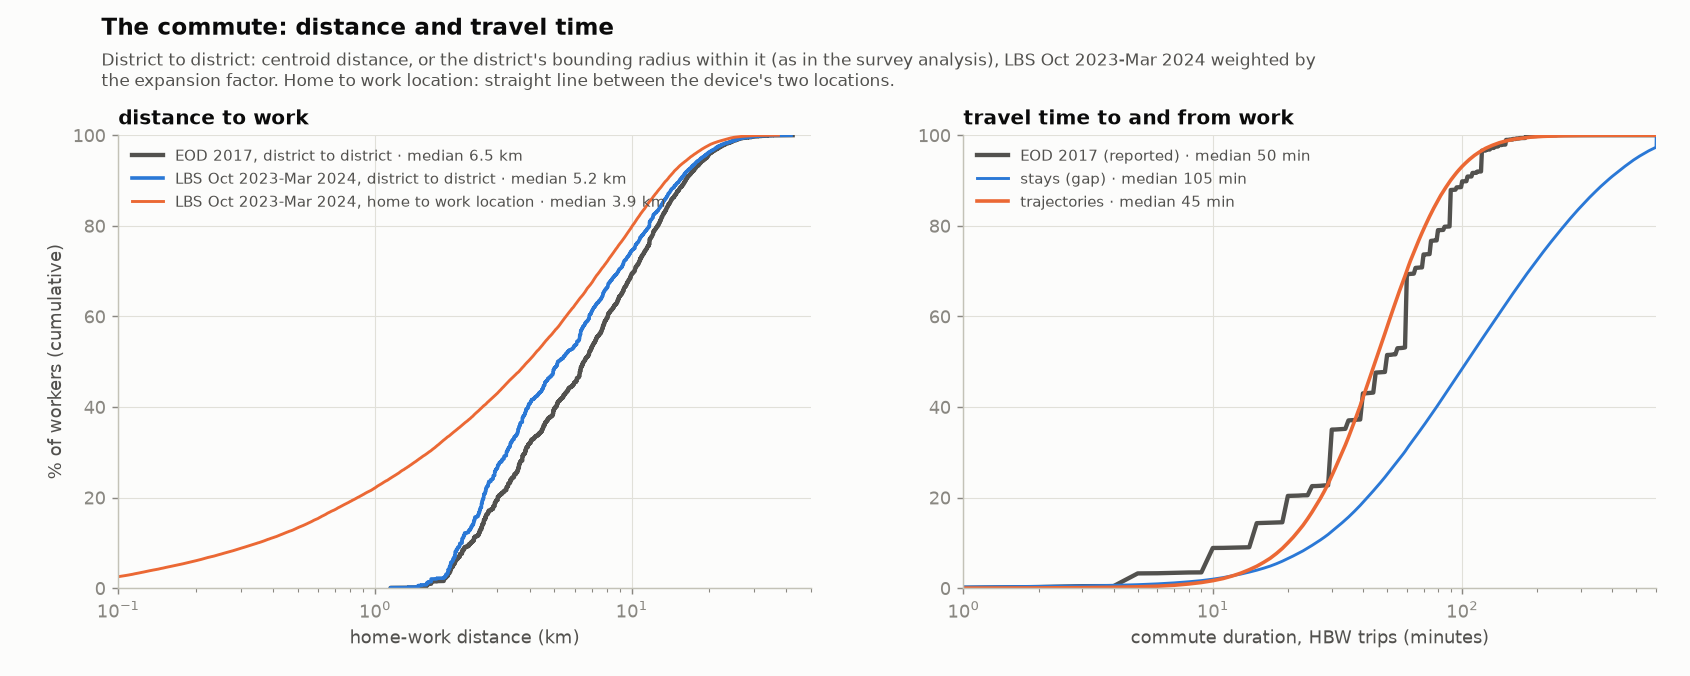 The commute: distance and travel time
District to district: centroid distance, or the district's bounding radius within it (as in the survey analysis), LBS Oct 2023-Mar 2024 weighted by
the expansion factor. Home to work location: straight line between the device's two locations.
distance to work
100
80
60
40
20
0
% of workers (cumulative)
EOD 2017, district to district · median 6.5 km
LBS Oct 2023-Mar 2024, district to district · median 5.2 km
LBS Oct 2023-Mar 2024, home to work location · median 3.9 km
10⁻¹ 10⁰ 10¹
home-work distance (km)
travel time to and from work
100
80
60
40
20
0
EOD 2017 (reported) · median 50 min
stays (gap) · median 105 min
trajectories · median 45 min
10⁰ 10¹ 10²
commute duration, HBW trips (minutes)